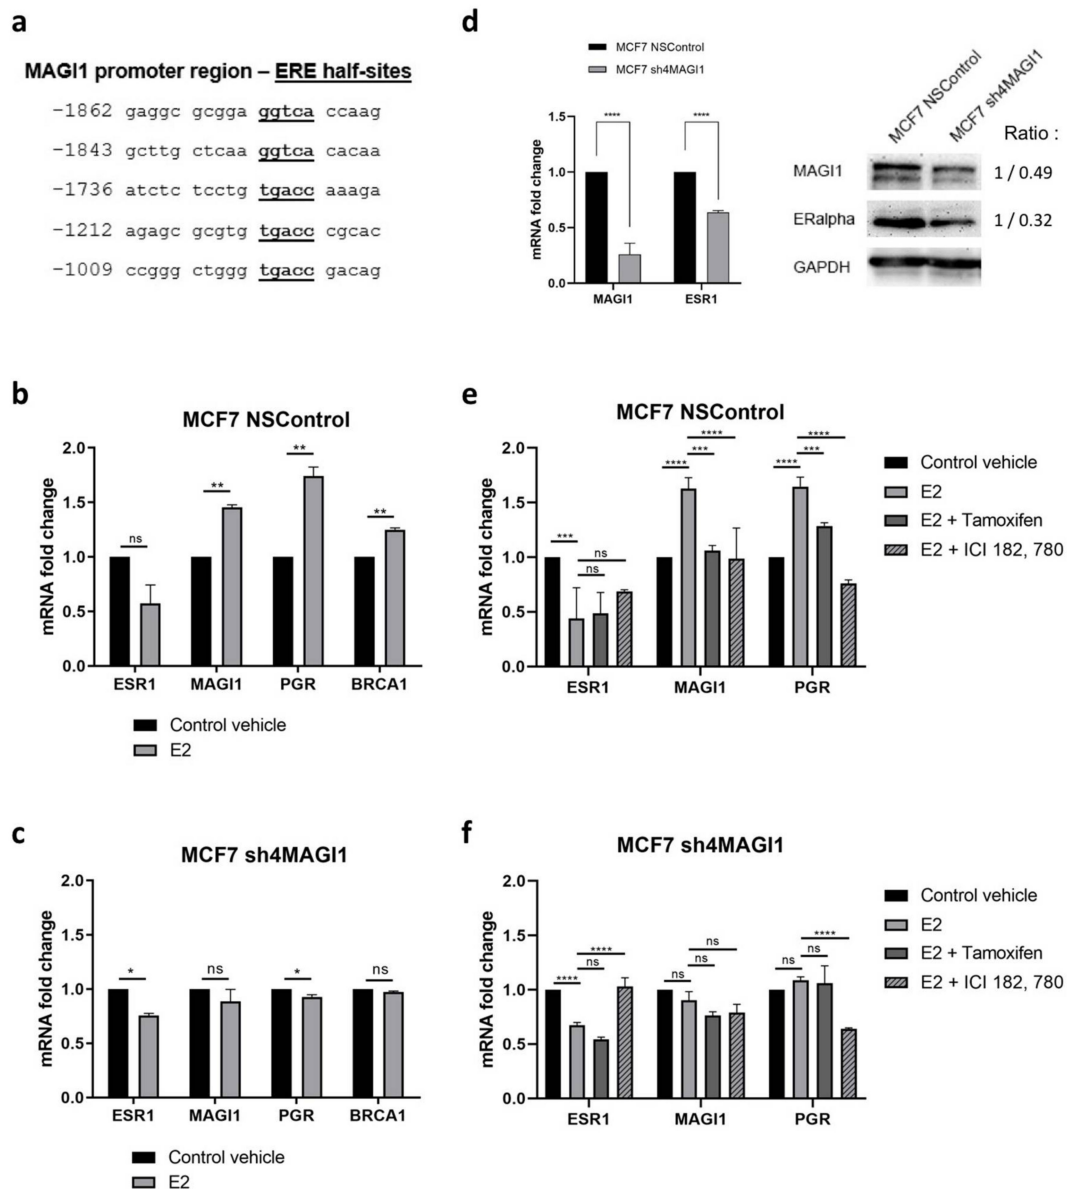 a
MAGI1 promoter region – ERE half-sites
-1862 gaggc gcgga ggtca ccaag
-1843 gcttg ctcaa ggtca cacaa
-1736 atctc tcctg tgacc aaaga
-1212 agagc gcgtg tgacc cgcac
-1009 ccggg ctggg tgacc gacag
d
MCF7 NSControl
MCF7 sh4MAGI1
mRNA fold change
1.5
1.0
0.5
0.0
****
****
MAGI1
ESR1
MCF7 NSControl
MCF7 sh4MAGI1
Ratio :
MAGI1
1 / 0.49
ERalpha
1 / 0.32
GAPDH
b
MCF7 NSControl
mRNA fold change
2.0
1.5
1.0
0.5
0.0
ns
**
**
**
ESR1
MAGI1
PGR
BRCA1
Control vehicle
E2
e
MCF7 NSControl
mRNA fold change
2.0
1.5
1.0
0.5
0.0
***
ns
ns
****
***
****
****
***
****
ESR1
MAGI1
PGR
Control vehicle
E2
E2 + Tamoxifen
E2 + ICI 182, 780
c
MCF7 sh4MAGI1
mRNA fold change
2.0
1.5
1.0
0.5
0.0
*
ns
*
ns
ESR1
MAGI1
PGR
BRCA1
Control vehicle
E2
f
MCF7 sh4MAGI1
mRNA fold change
2.0
1.5
1.0
0.5
0.0
****
ns
****
ns
ns
ns
ns
ns
****
ESR1
MAGI1
PGR
Control vehicle
E2
E2 + Tamoxifen
E2 + ICI 182, 780